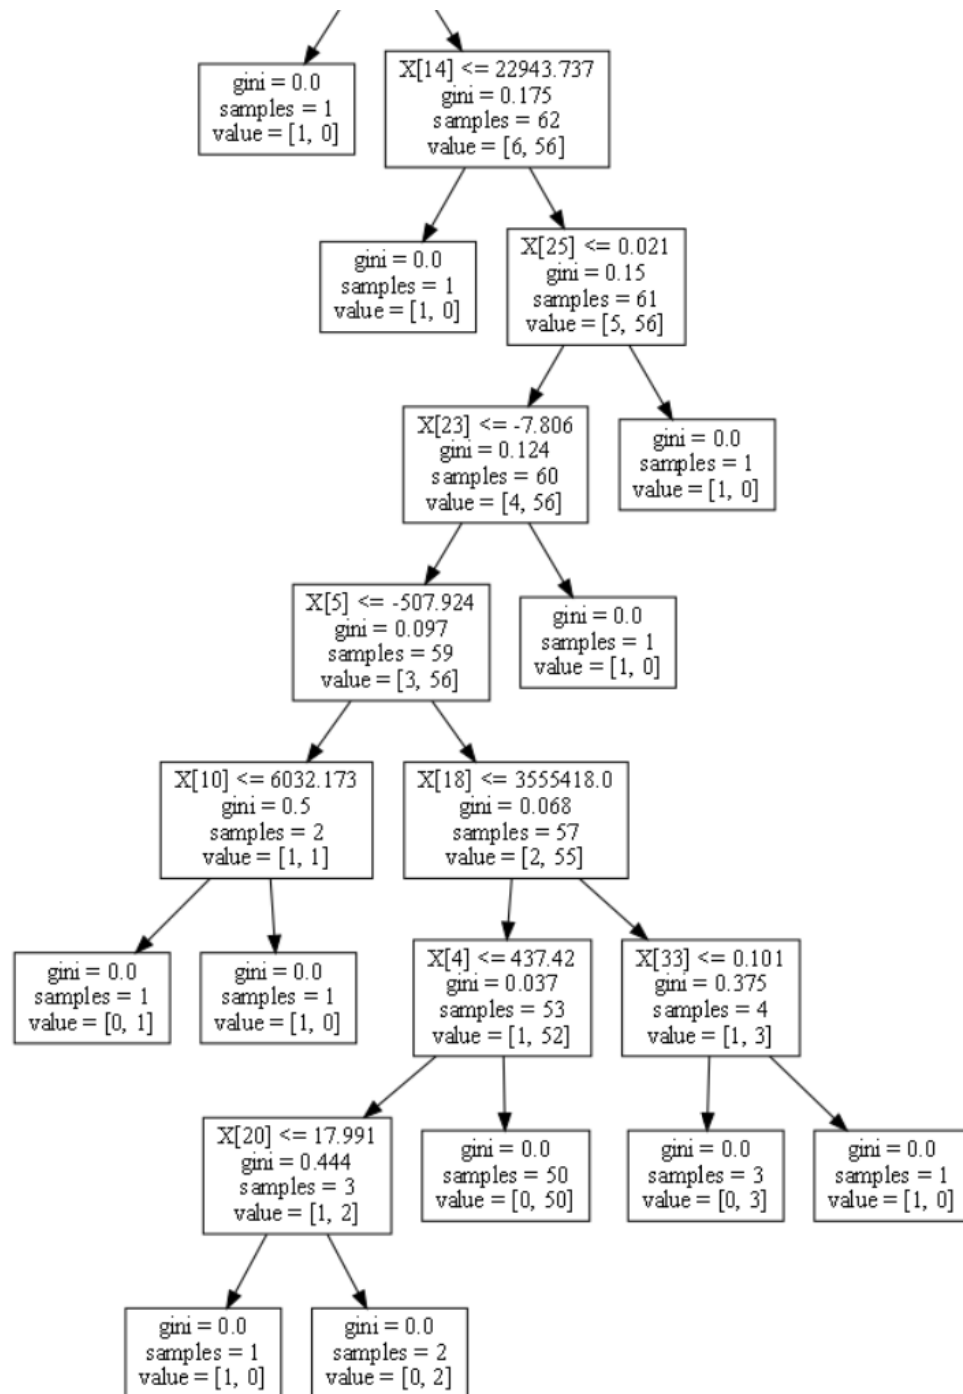 gini = 0.0
samples = 1
value = [1, 0]
X[14] <= 22943.737
gini = 0.175
samples = 62
value = [6, 56]
gini = 0.0
samples = 1
value = [1, 0]
X[25] <= 0.021
gini = 0.15
samples = 61
value = [5, 56]
X[23] <= -7.806
gini = 0.124
samples = 60
value = [4, 56]
gini = 0.0
samples = 1
value = [1, 0]
X[5] <= -507.924
gini = 0.097
samples = 59
value = [3, 56]
gini = 0.0
samples = 1
value = [1, 0]
X[10] <= 6032.173
gini = 0.5
samples = 2
value = [1, 1]
X[18] <= 3555418.0
gini = 0.068
samples = 57
value = [2, 55]
gini = 0.0
samples = 1
value = [0, 1]
gini = 0.0
samples = 1
value = [1, 0]
X[4] <= 437.42
gini = 0.037
samples = 53
value = [1, 52]
X[33] <= 0.101
gini = 0.375
samples = 4
value = [1, 3]
X[20] <= 17.991
gini = 0.444
samples = 3
value = [1, 2]
gini = 0.0
samples = 50
value = [0, 50]
gini = 0.0
samples = 3
value = [0, 3]
gini = 0.0
samples = 1
value = [1, 0]
gini = 0.0
samples = 1
value = [1, 0]
gini = 0.0
samples = 2
value = [0, 2]